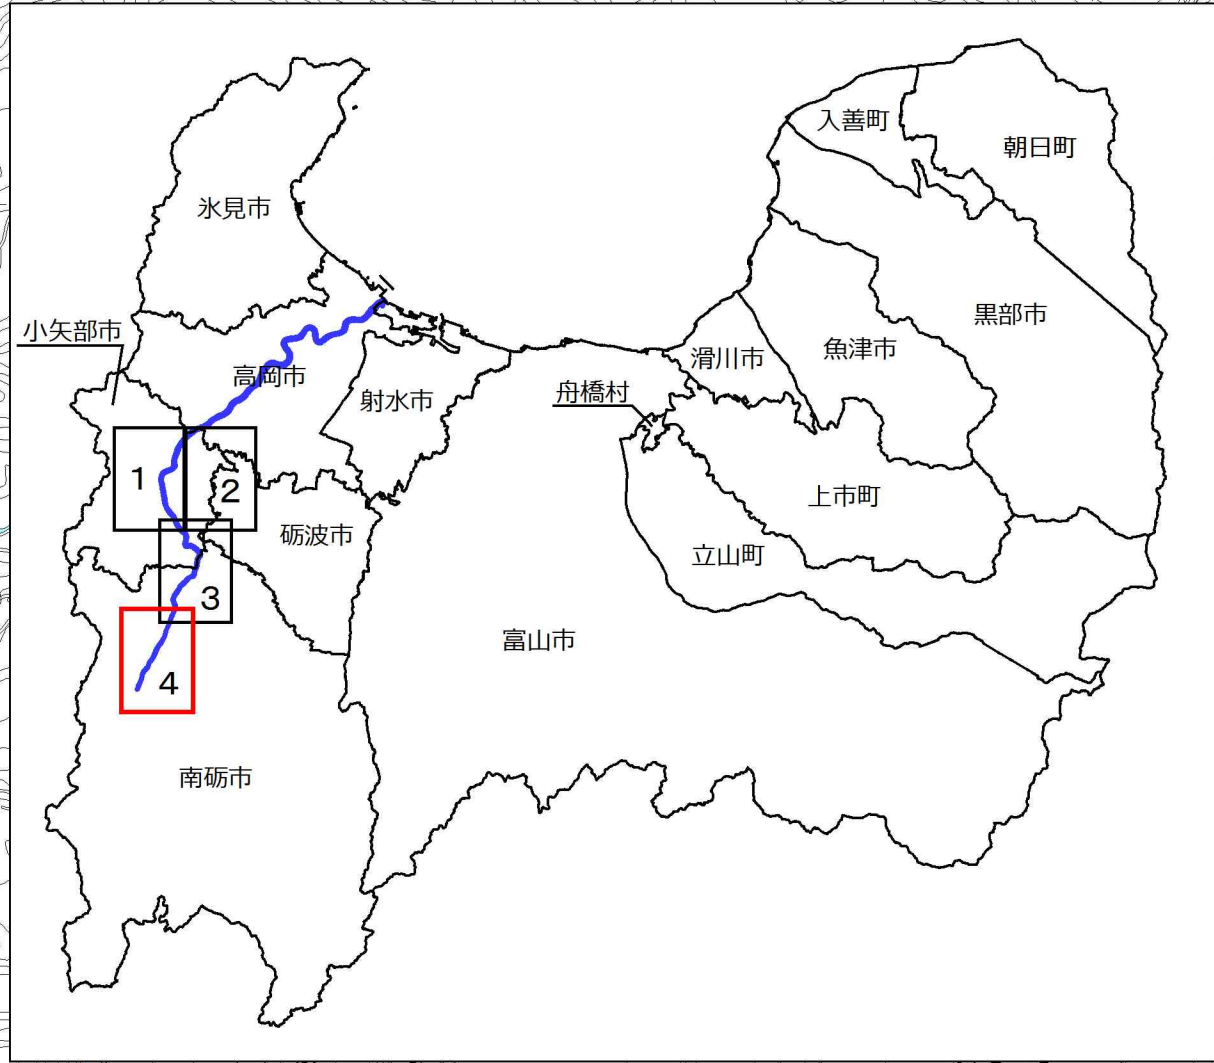 入善町
朝日町
氷見市
黒部市
小矢部市
魚津市
滑川市
高岡市
舟橋村
射水市
1
2
上市町
砺波市
立山町
3
富山市
4
南砺市